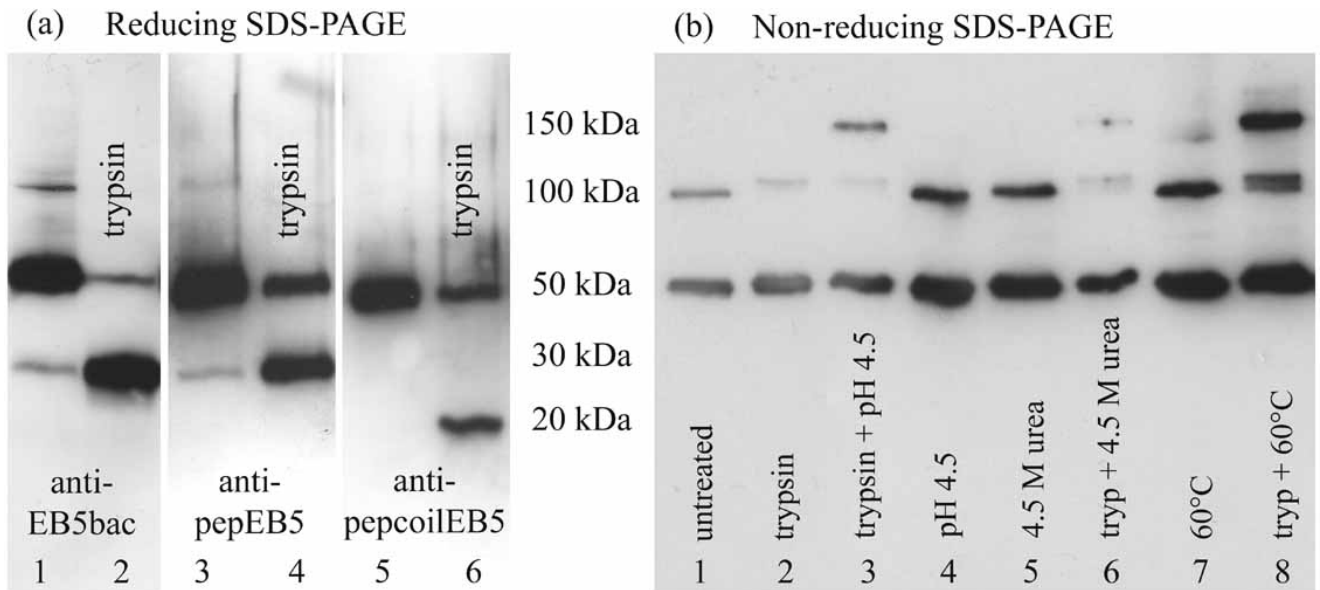 (a) Reducing SDS-PAGE
trypsin
trypsin
trypsin
150 kDa
100 kDa
50 kDa
30 kDa
20 kDa
anti-
EB5bac
anti-
pepEB5
anti-
pepcoilEB5
1 2 3 4 5 6
(b) Non-reducing SDS-PAGE
untreated
trypsin
trypsin + pH 4.5
pH 4.5
4.5 M urea
tryp + 4.5 M urea
60°C
tryp + 60°C
1 2 3 4 5 6 7 8